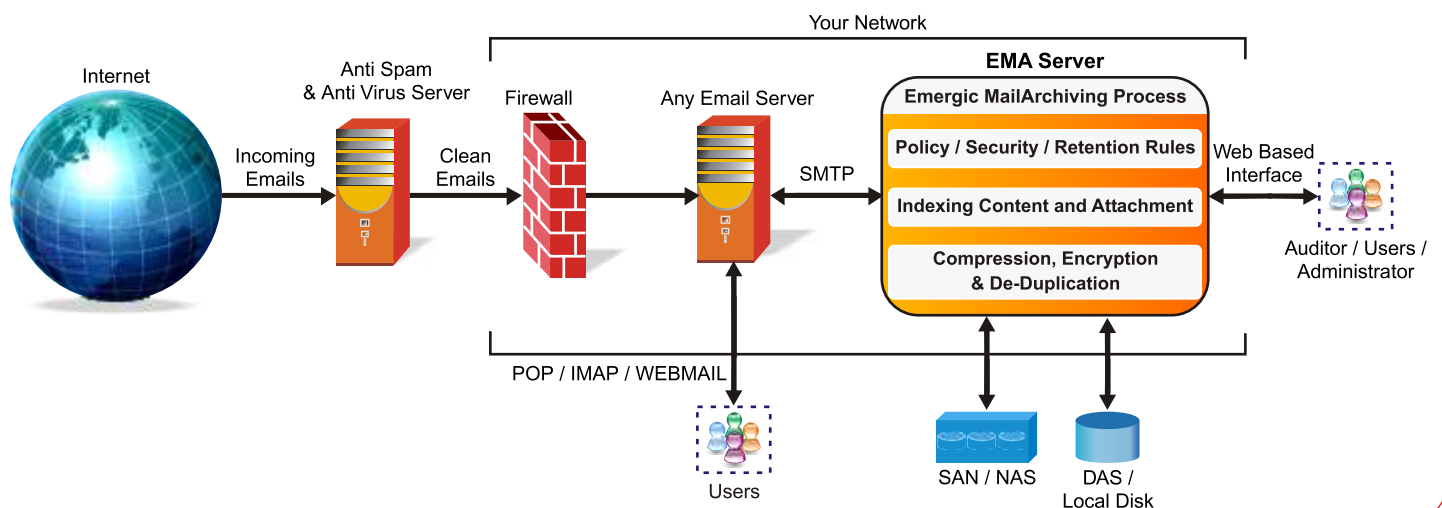 Your Network
Internet
Anti Spam
& Anti Virus Server
Firewall
Any Email Server
EMA Server
Emergic MailArchiving Process
Policy / Security / Retention Rules
Indexing Content and Attachment
Compression, Encryption
& De-Duplication
Incoming
Emails
Clean
Emails
SMTP
Web Based
Interface
Auditor / Users /
Administrator
POP / IMAP / WEBMAIL
Users
SAN / NAS
DAS /
Local Disk